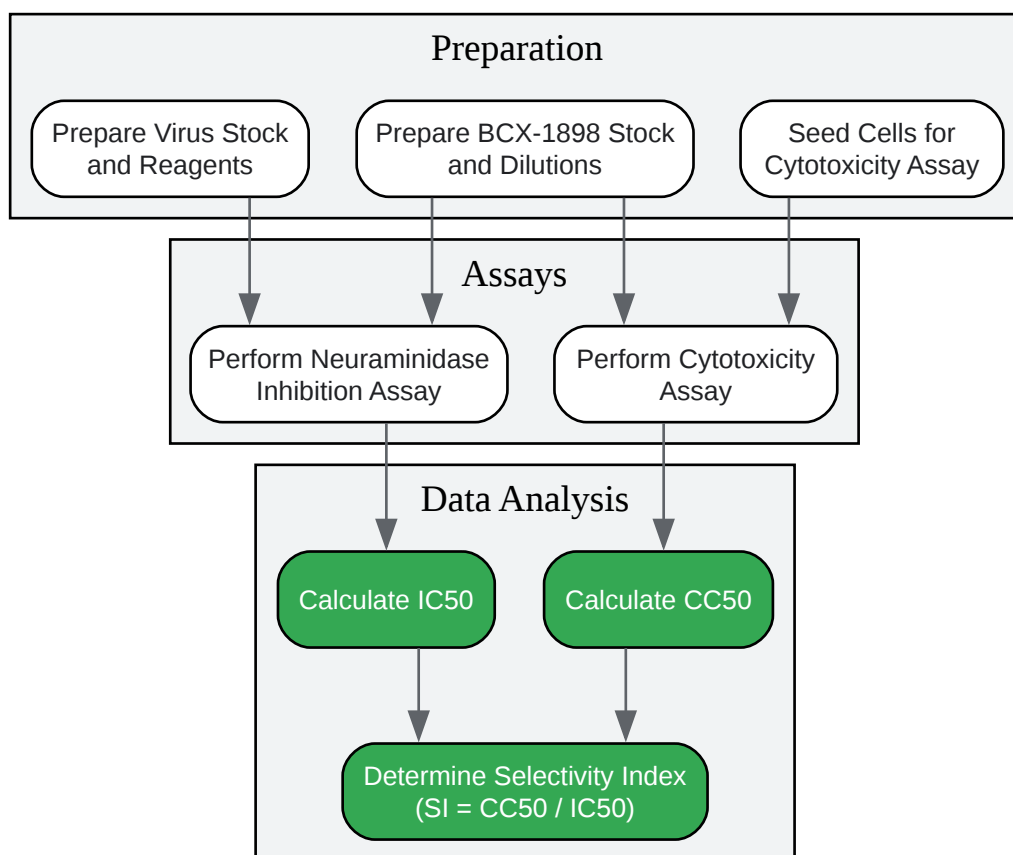 Preparation
Prepare Virus Stock
and Reagents
Prepare BCX-1898 Stock
and Dilutions
Seed Cells for
Cytotoxicity Assay
Assays
Perform Neuraminidase
Inhibition Assay
Perform Cytotoxicity
Assay
Data Analysis
Calculate IC50
Calculate CC50
Determine Selectivity Index
(SI = CC50 / IC50)